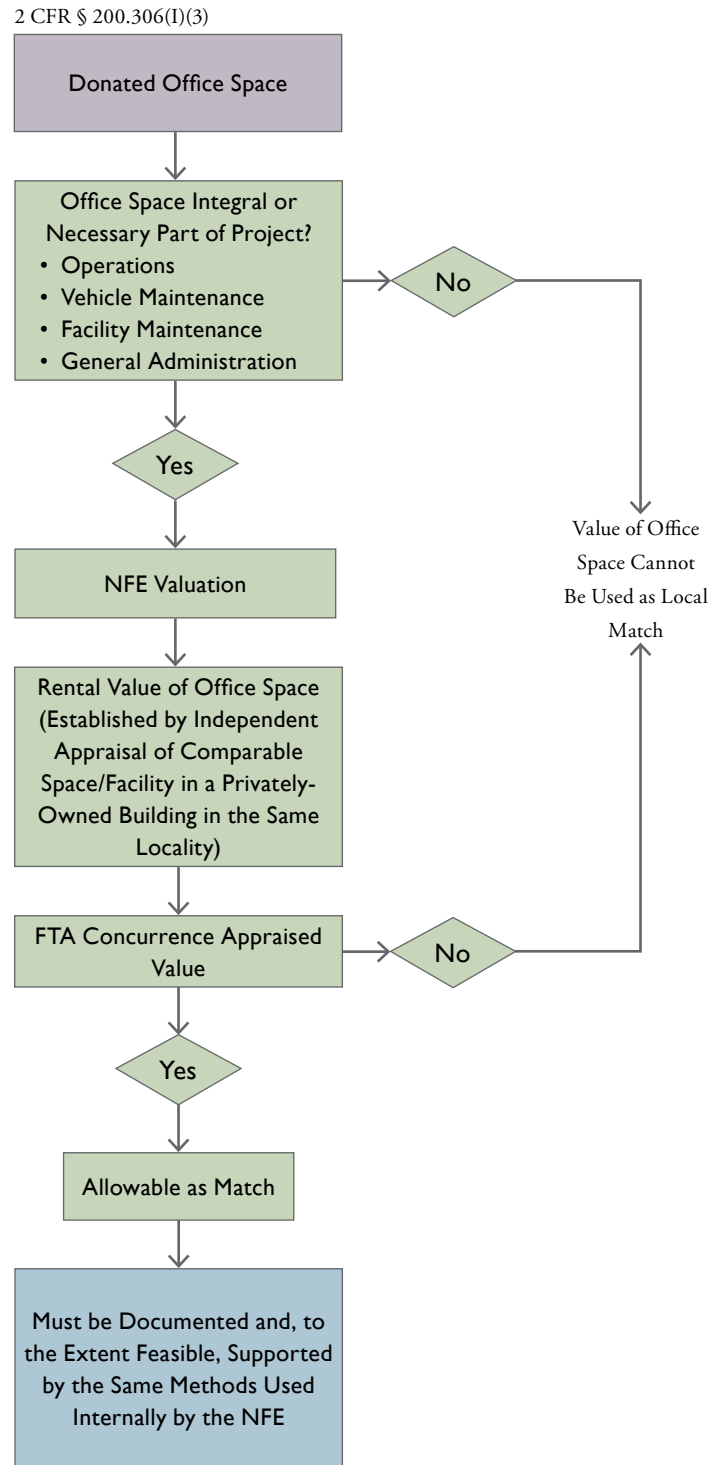 2 CFR § 200.306(I)(3)
Donated Office Space
Office Space Integral or
Necessary Part of Project?
• Operations
• Vehicle Maintenance
• Facility Maintenance
• General Administration
No
Yes
Value of Office
Space Cannot
Be Used as Local
Match
NFE Valuation
Rental Value of Office Space
(Established by Independent
Appraisal of Comparable
Space/Facility in a Privately-
Owned Building in the Same
Locality)
FTA Concurrence Appraised
Value
No
Yes
Allowable as Match
Must be Documented and, to
the Extent Feasible, Supported
by the Same Methods Used
Internally by the NFE